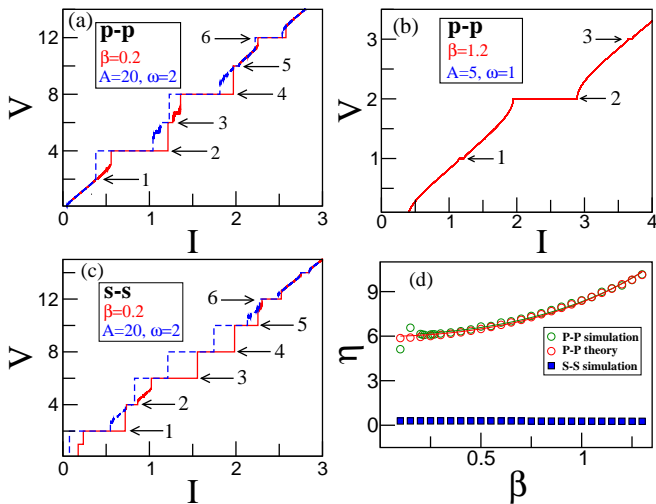 (a)
p-p
β=0.2
A=20, ω=2
6
5
4
3
2
1
12
8
4
0
1
2
3
V
I
(b)
p-p
β=1.2
A=5, ω=1
3
2
1
3
2
1
0
0
1
2
3
4
V
I
(c)
s-s
β=0.2
A=20, ω=2
6
5
4
3
2
1
12
8
4
0
1
2
3
V
I
(d)
P-P simulation
P-P theory
S-S simulation
9
6
3
0
0.5
1
η
β